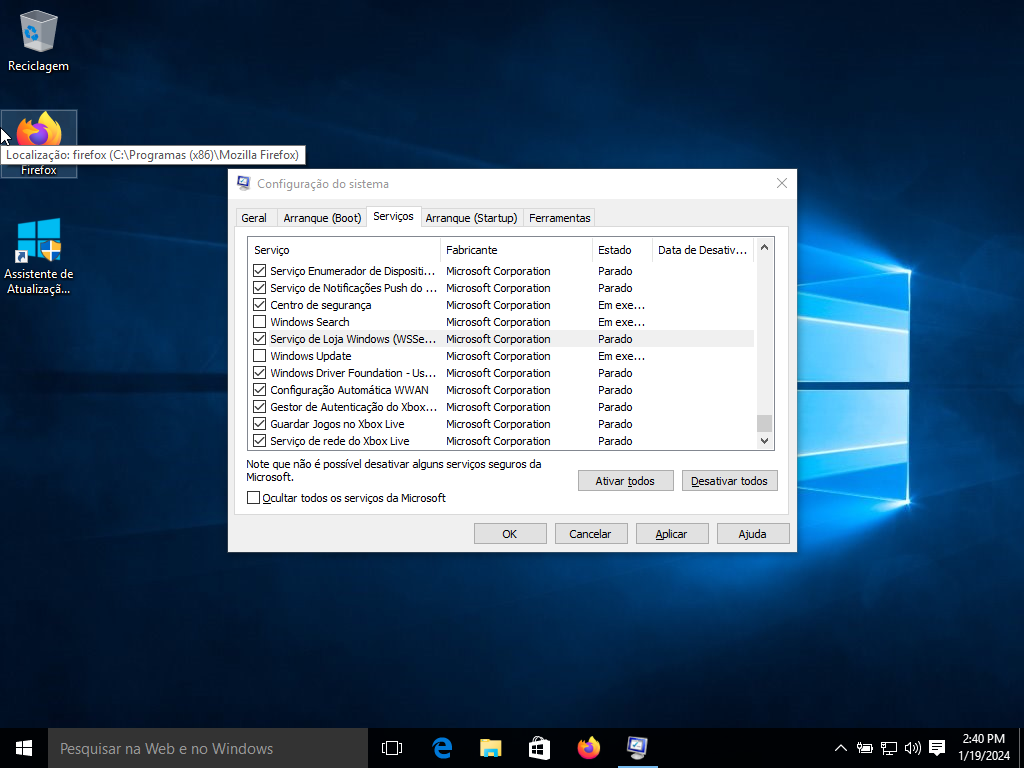 Reciclagem
Localização: firefox (C:\Programas (x86)\Mozilla Firefox)
Firefox
Assistente de
Atualizaçã...
Configuração do sistema
Geral Arranque (Boot) Serviços Arranque (Startup) Ferramentas
Serviço Fabricante Estado Data de Desativ...
Serviço Enumerador de Dispositi... Microsoft Corporation Parado
Serviço de Notificações Push do ... Microsoft Corporation Parado
Centro de segurança Microsoft Corporation Em exe...
Windows Search Microsoft Corporation Em exe...
Serviço de Loja Windows (WSSe... Microsoft Corporation Parado
Windows Update Microsoft Corporation Em exe...
Windows Driver Foundation - Us... Microsoft Corporation Parado
Configuração Automática WWAN Microsoft Corporation Parado
Gestor de Autenticação do Xbox... Microsoft Corporation Parado
Guardar Jogos no Xbox Live Microsoft Corporation Parado
Serviço de rede do Xbox Live Microsoft Corporation Parado
Note que não é possível desativar alguns serviços seguros da
Microsoft.
Ativar todos Desativar todos
Ocultar todos os serviços da Microsoft
OK Cancelar Aplicar Ajuda
Pesquisar na Web e no Windows
2:40 PM
1/19/2024